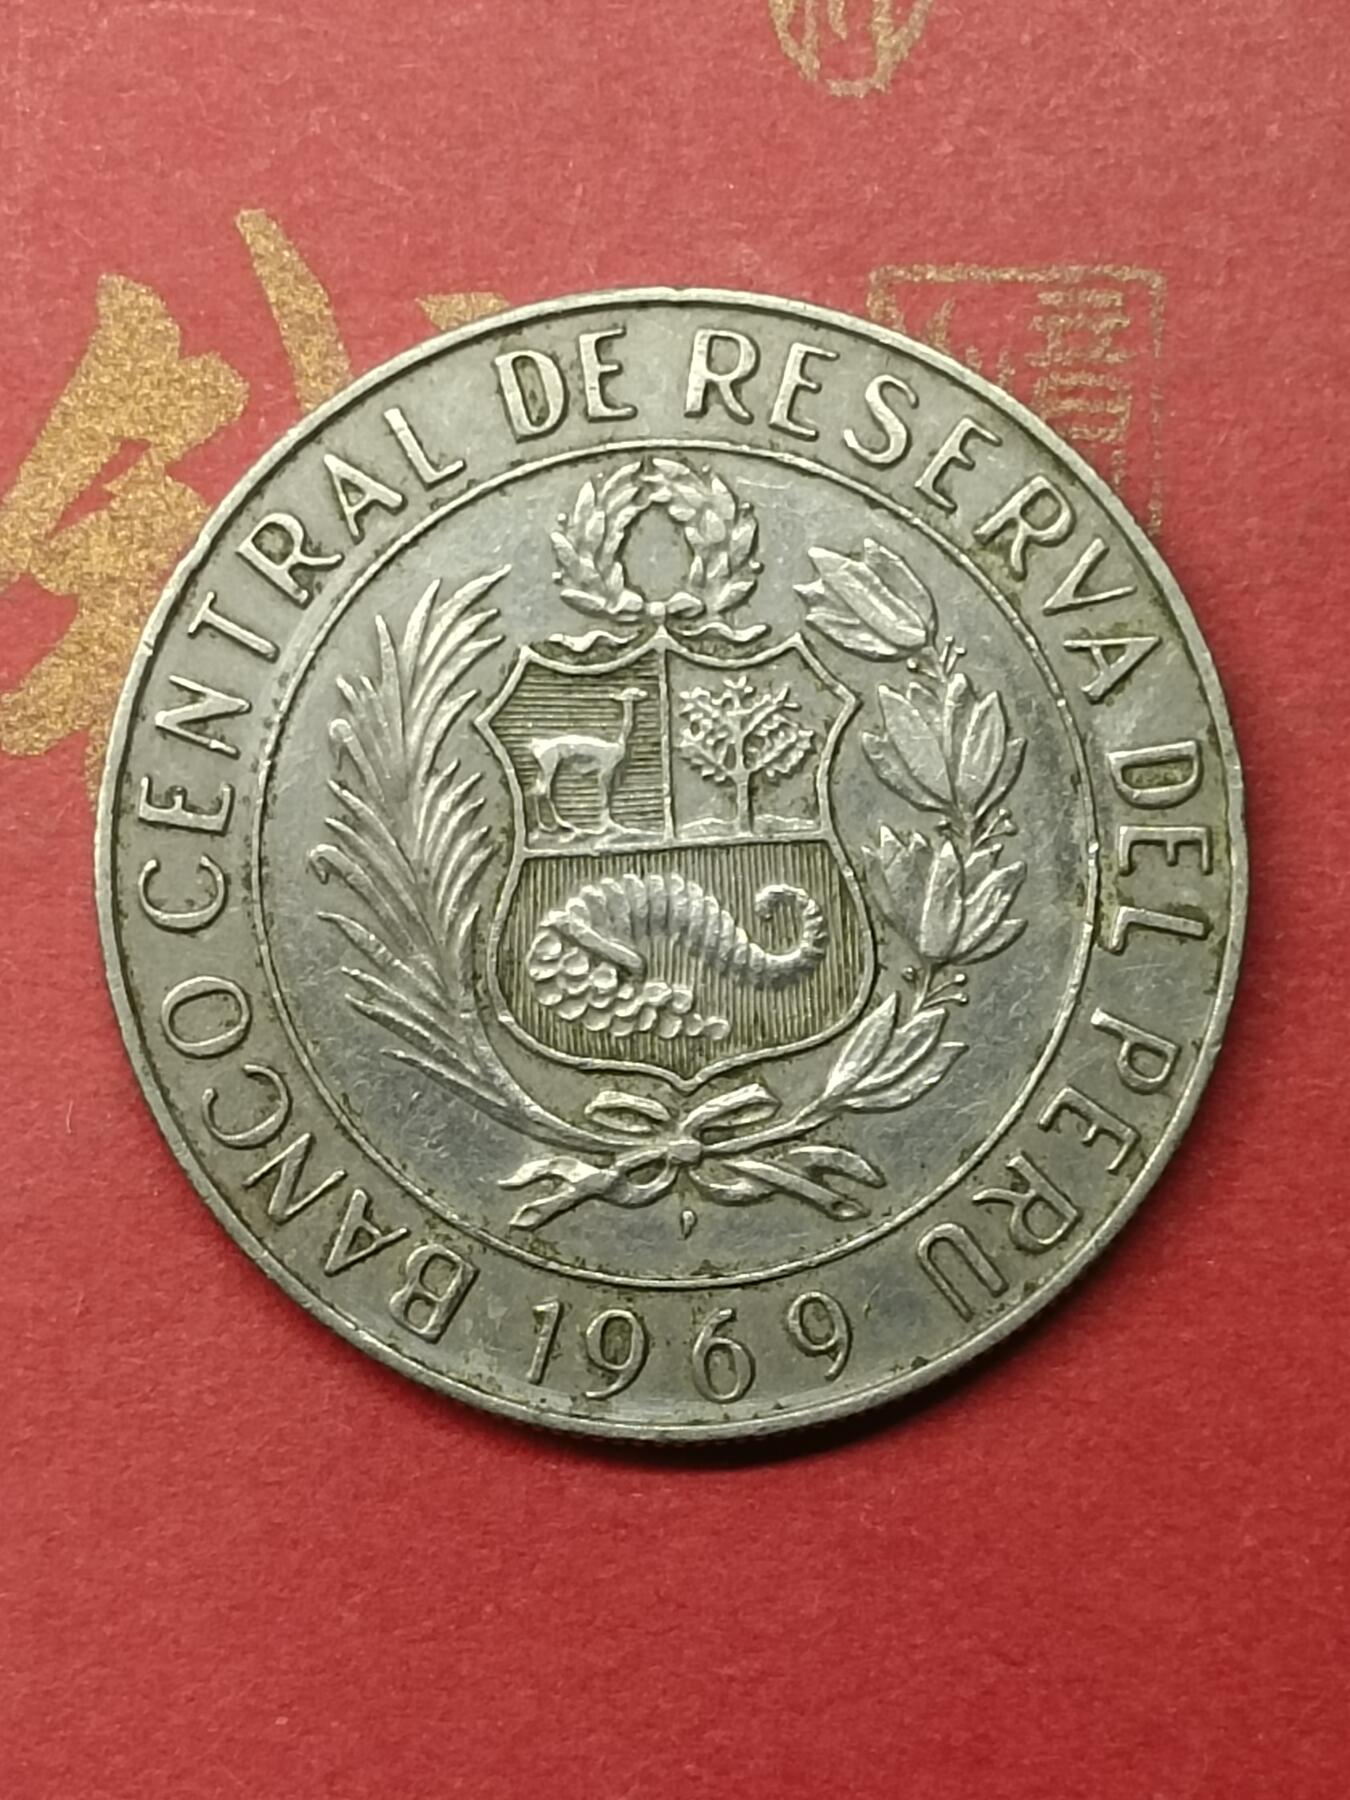 BANCO CENTRAL DE RESERVA DEL PERU
1969